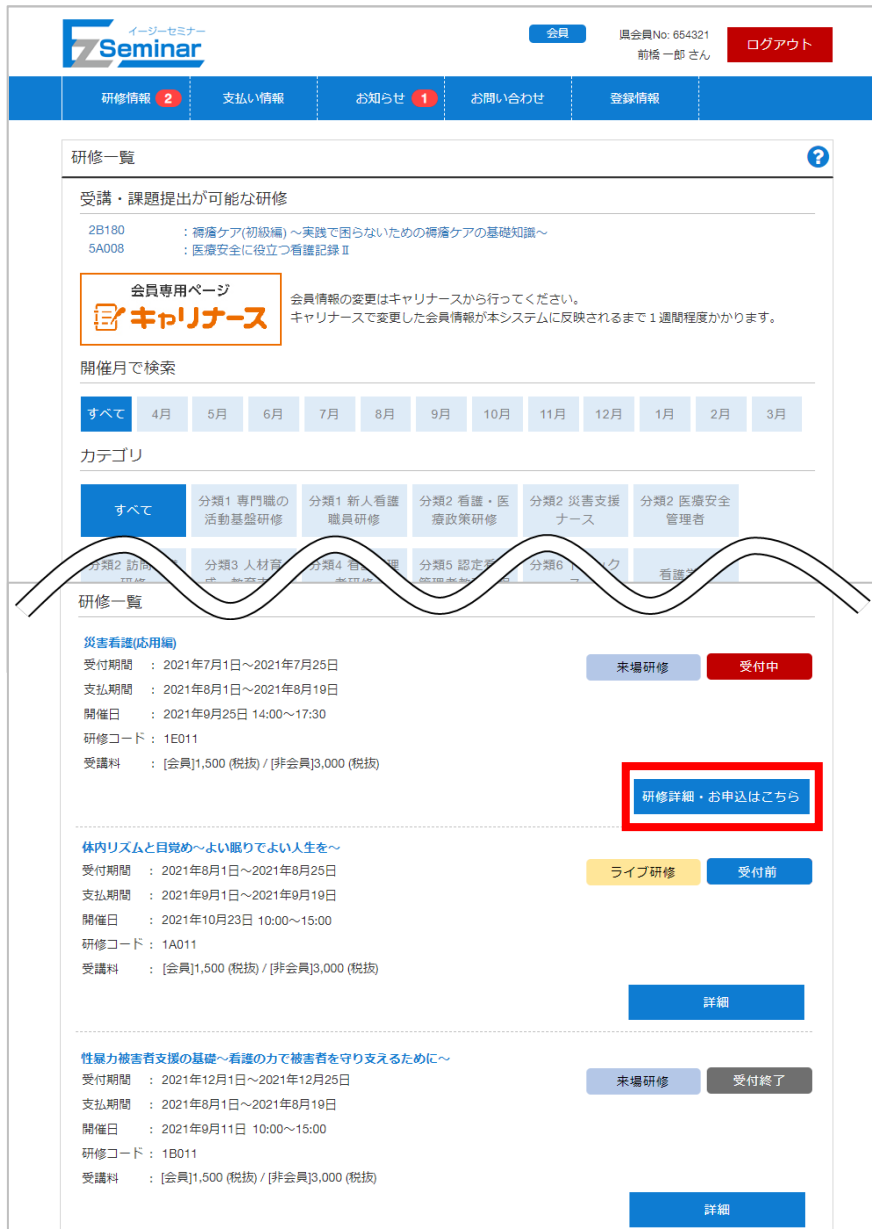 イージーセミナー
EzSeminar
会員
県会員No: 654321
前橋 一郎 さん
ログアウト
研修情報 2 支払い情報 お知らせ 1 お問い合わせ 登録情報
研修一覧 ?
受講・課題提出が可能な研修
2B180 : 褥瘡ケア(初級編) ～実践で困らないための褥瘡ケアの基礎知識～
5A008 : 医療安全に役立つ看護記録Ⅱ
会員専用ページ
キャリナース
会員情報の変更はキャリナースから行ってください。
キャリナースで変更した会員情報が本システムに反映されるまで１週間程度かかります。
開催月で検索
すべて 4月 5月 6月 7月 8月 9月 10月 11月 12月 1月 2月 3月
カテゴリ
すべて
分類1 専門職の
活動基盤研修
分類1 新人看護
職員研修
分類2 看護・医
療政策研修
分類2 災害支援
ナース
分類2 医療安全
管理者
分類2 訪問
分類3 人材育
分類4 看
分類5 認定
分類6
看護
研修一覧
災害看護(応用編)
受付期間 : 2021年7月1日～2021年7月25日
来場研修 受付中
支払期間 : 2021年8月1日～2021年8月19日
開催日 : 2021年9月25日 14:00～17:30
研修コード : 1E011
受講料 : [会員]1,500 (税抜) / [非会員]3,000 (税抜)
研修詳細・お申込はこちら
体内リズムと目覚め～よい眠りでよい人生を～
受付期間 : 2021年8月1日～2021年8月25日
ライブ研修 受付前
支払期間 : 2021年9月1日～2021年9月19日
開催日 : 2021年10月23日 10:00～15:00
研修コード : 1A011
受講料 : [会員]1,500 (税抜) / [非会員]3,000 (税抜)
詳細
性暴力被害者支援の基礎～看護の力で被害者を守り支えるために～
受付期間 : 2021年12月1日～2021年12月25日
来場研修 受付終了
支払期間 : 2021年8月1日～2021年8月19日
開催日 : 2021年9月11日 10:00～15:00
研修コード : 1B011
受講料 : [会員]1,500 (税抜) / [非会員]3,000 (税抜)
詳細